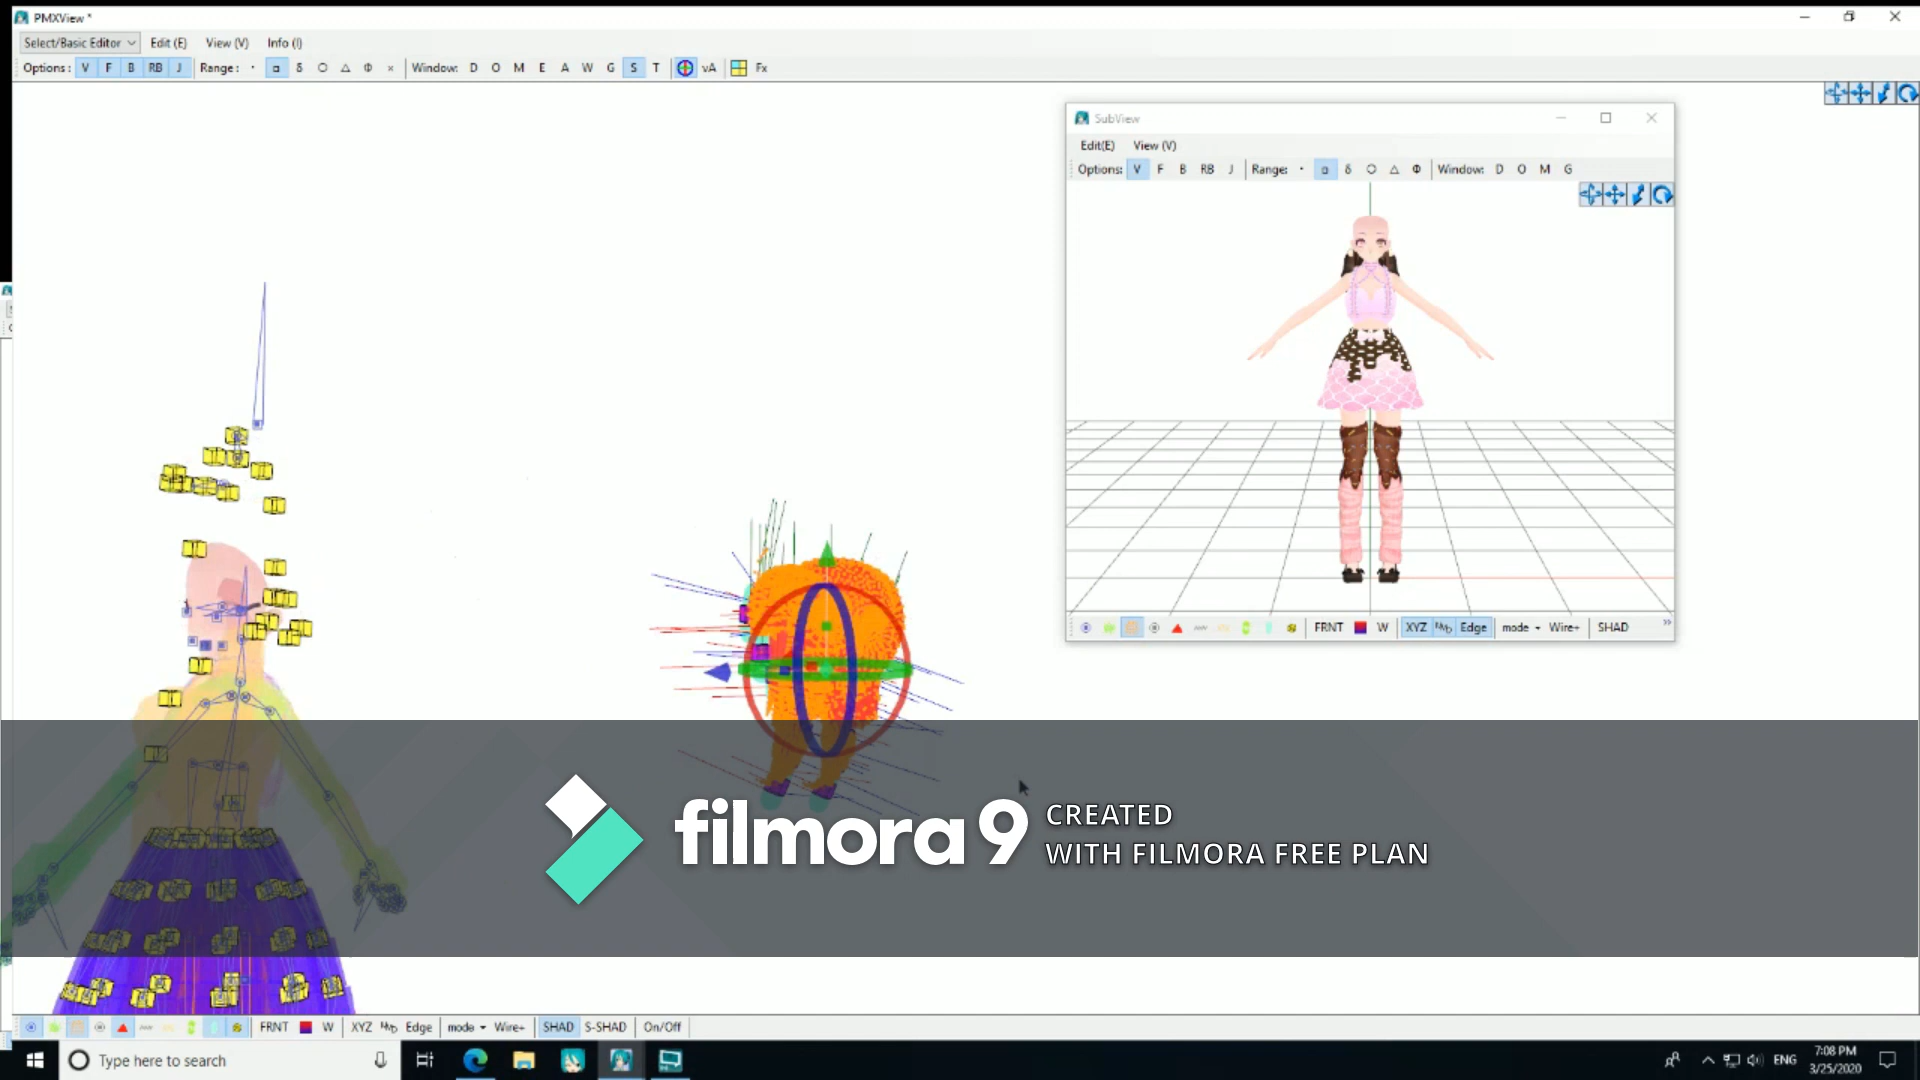 PMXView *
Select/Basic Editor Edit (E) View (V) Info (I)
Options: V F B RB J Range: Window: D O M E A W G S T vA Fx
SubView
Edit(E) View (V)
Options: V F B RB J Range: Window: D O M G
FRNT W XYZ Edge mode Wire+ SHAD
filmora9
CREATED
WITH FILMORA FREE PLAN
FRNT W XYZ Edge mode Wire+ SHAD S-SHAD On/Off
Type here to search
ENG
7:08 PM
3/25/2020